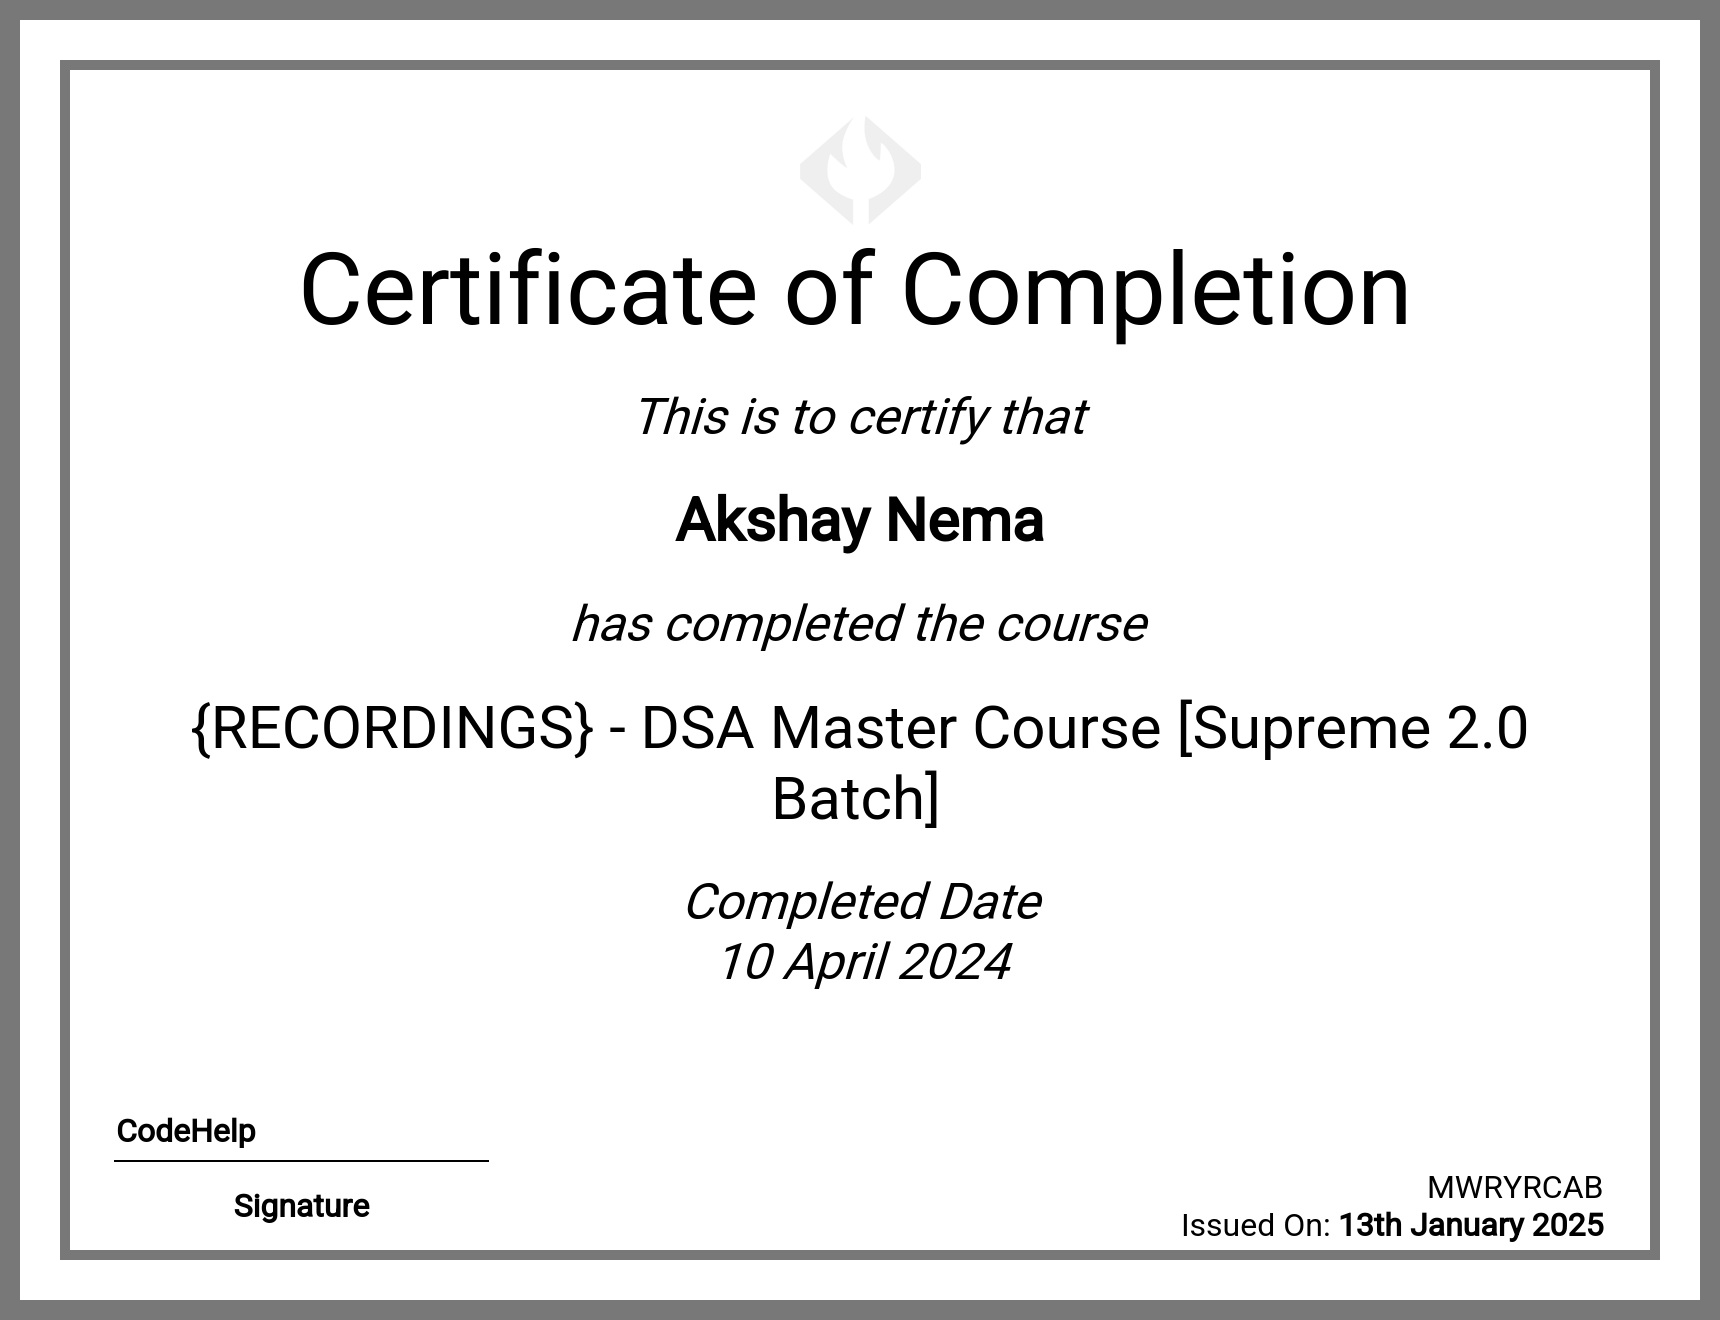 Certificate of Completion
This is to certify that
Akshay Nema
has completed the course
{RECORDINGS} - DSA Master Course [Supreme 2.0
Batch]
Completed Date
10 April 2024
CodeHelp
Signature
MWRYRCAB
Issued On: 13th January 2025